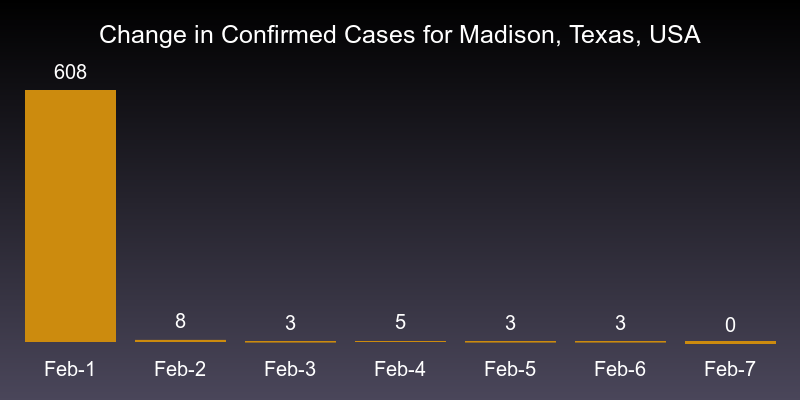 Change in Confirmed Cases for Madison, Texas, USA
608
8
3
5
3
3
0
Feb-1
Feb-2
Feb-3
Feb-4
Feb-5
Feb-6
Feb-7